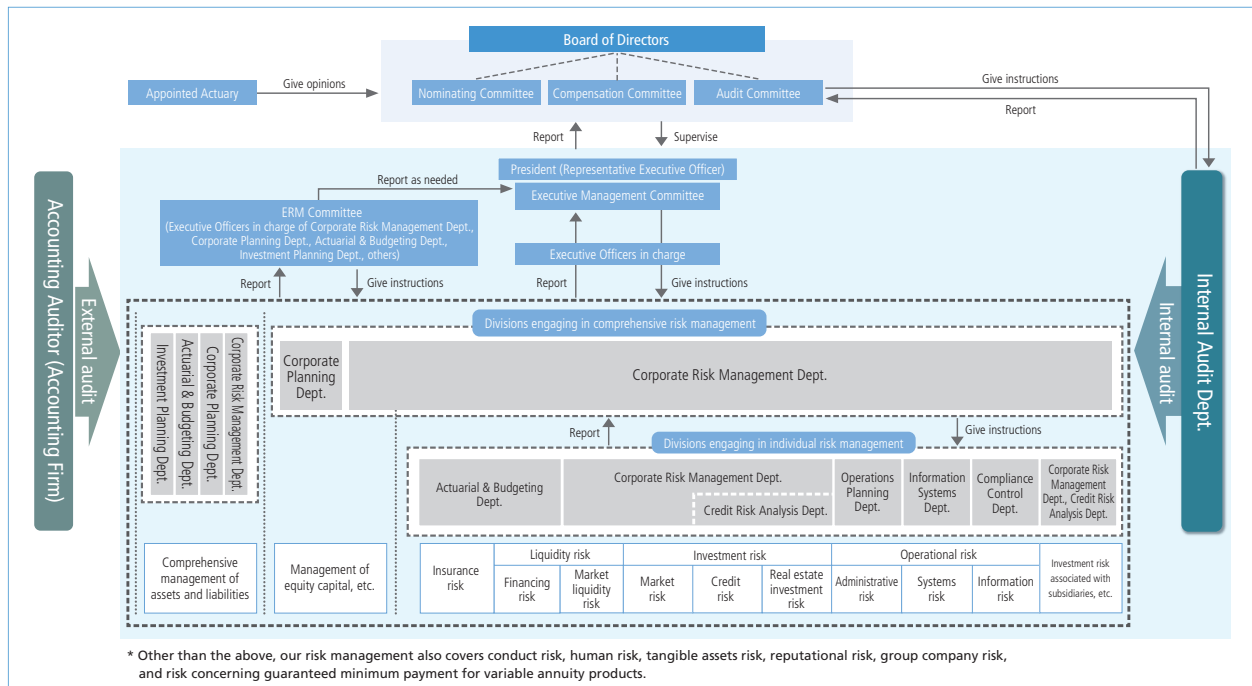 Board of Directors
Appointed Actuary
Give opinions
Nominating Committee
Compensation Committee
Audit Committee
Give instructions
Report
Report
Supervise
President (Representative Executive Officer)
Executive Management Committee
Report as needed
ERM Committee
(Executive Officers in charge of Corporate Risk Management Dept.,
Corporate Planning Dept., Actuarial & Budgeting Dept.,
Investment Planning Dept., others)
Executive Officers in charge
Report
Give instructions
Report
Give instructions
Accounting Auditor (Accounting Firm)
External audit
Internal audit
Internal Audit Dept.
Divisions engaging in comprehensive risk management
Investment Planning Dept.
Actuarial & Budgeting Dept.
Corporate Planning Dept.
Corporate Risk Management Dept.
Corporate
Planning
Dept.
Corporate Risk Management Dept.
Report
Give instructions
Divisions engaging in individual risk management
Actuarial & Budgeting
Dept.
Corporate Risk Management Dept.
Credit Risk Analysis Dept.
Operations
Planning
Dept.
Information
Systems
Dept.
Compliance
Control
Dept.
Corporate Risk
Management
Dept., Credit Risk
Analysis Dept.
Comprehensive
management of
assets and liabilities
Management of
equity capital, etc.
Insurance
risk
Liquidity risk
Financing
risk
Market
liquidity
risk
Investment risk
Market
risk
Credit
risk
Real estate
investment
risk
Operational risk
Administrative
risk
Systems
risk
Information
risk
Investment risk
associated with
subsidiaries, etc.
* Other than the above, our risk management also covers conduct risk, human risk, tangible assets risk, reputational risk, group company risk,
and risk concerning guaranteed minimum payment for variable annuity products.